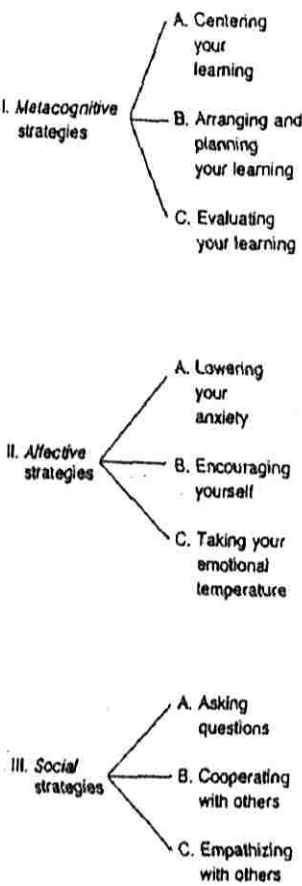 A. Centering
your
learning
I. Metacognitive
strategies
B. Arranging and
planning
your learning
C. Evaluating
your learning
A. Lowering
your
anxiety
II. Affective
strategies
B. Encouraging
yourself
C. Taking your
emotional
temperature
A. Asking
questions
III. Social
strategies
B. Cooperating
with others
C. Empathizing
with others